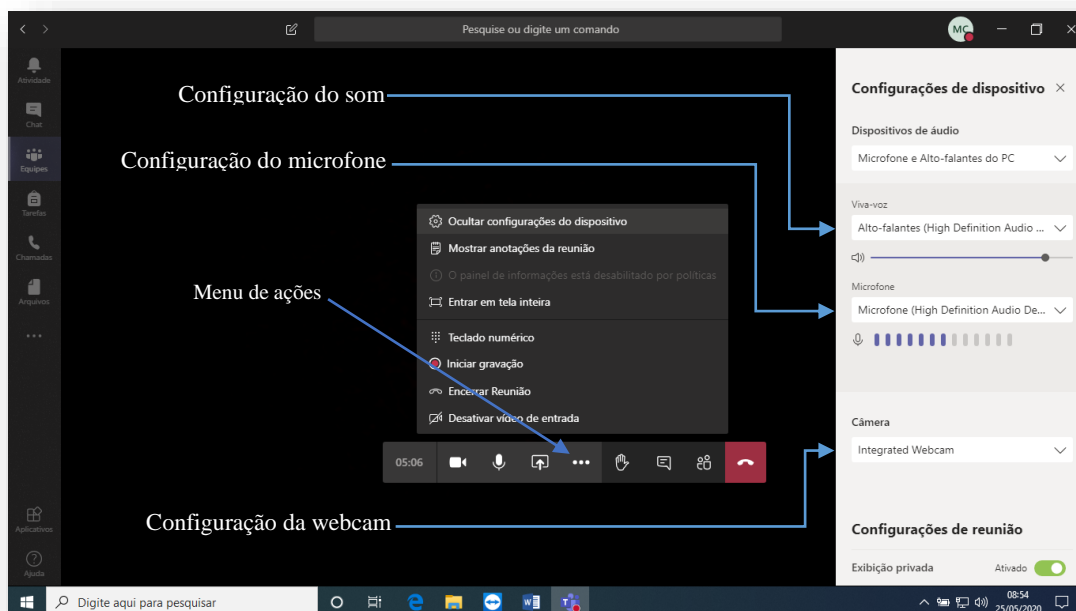 Pesquise ou digite um comando
MC
Atividade
Chat
Equipes
Tarefas
Chamadas
Arquivos
Aplicativos
Ajuda
Configuração do som
Configuração do microfone
Menu de ações
Configuração da webcam
Ocultar configurações do dispositivo
Mostrar anotações da reunião
O painel de informações está desabilitado por políticas
Entrar em tela inteira
Teclado numérico
Iniciar gravação
Encerrar Reunião
Desativar vídeo de entrada
05:06
Configurações de dispositivo
Dispositivos de áudio
Microfone e Alto-falantes do PC
Viva-voz
Alto-falantes (High Definition Audio ...
Microfone
Microfone (High Definition Audio De...
Câmera
Integrated Webcam
Configurações de reunião
Exibição privada Ativado
Digite aqui para pesquisar
08:54
25/05/2020